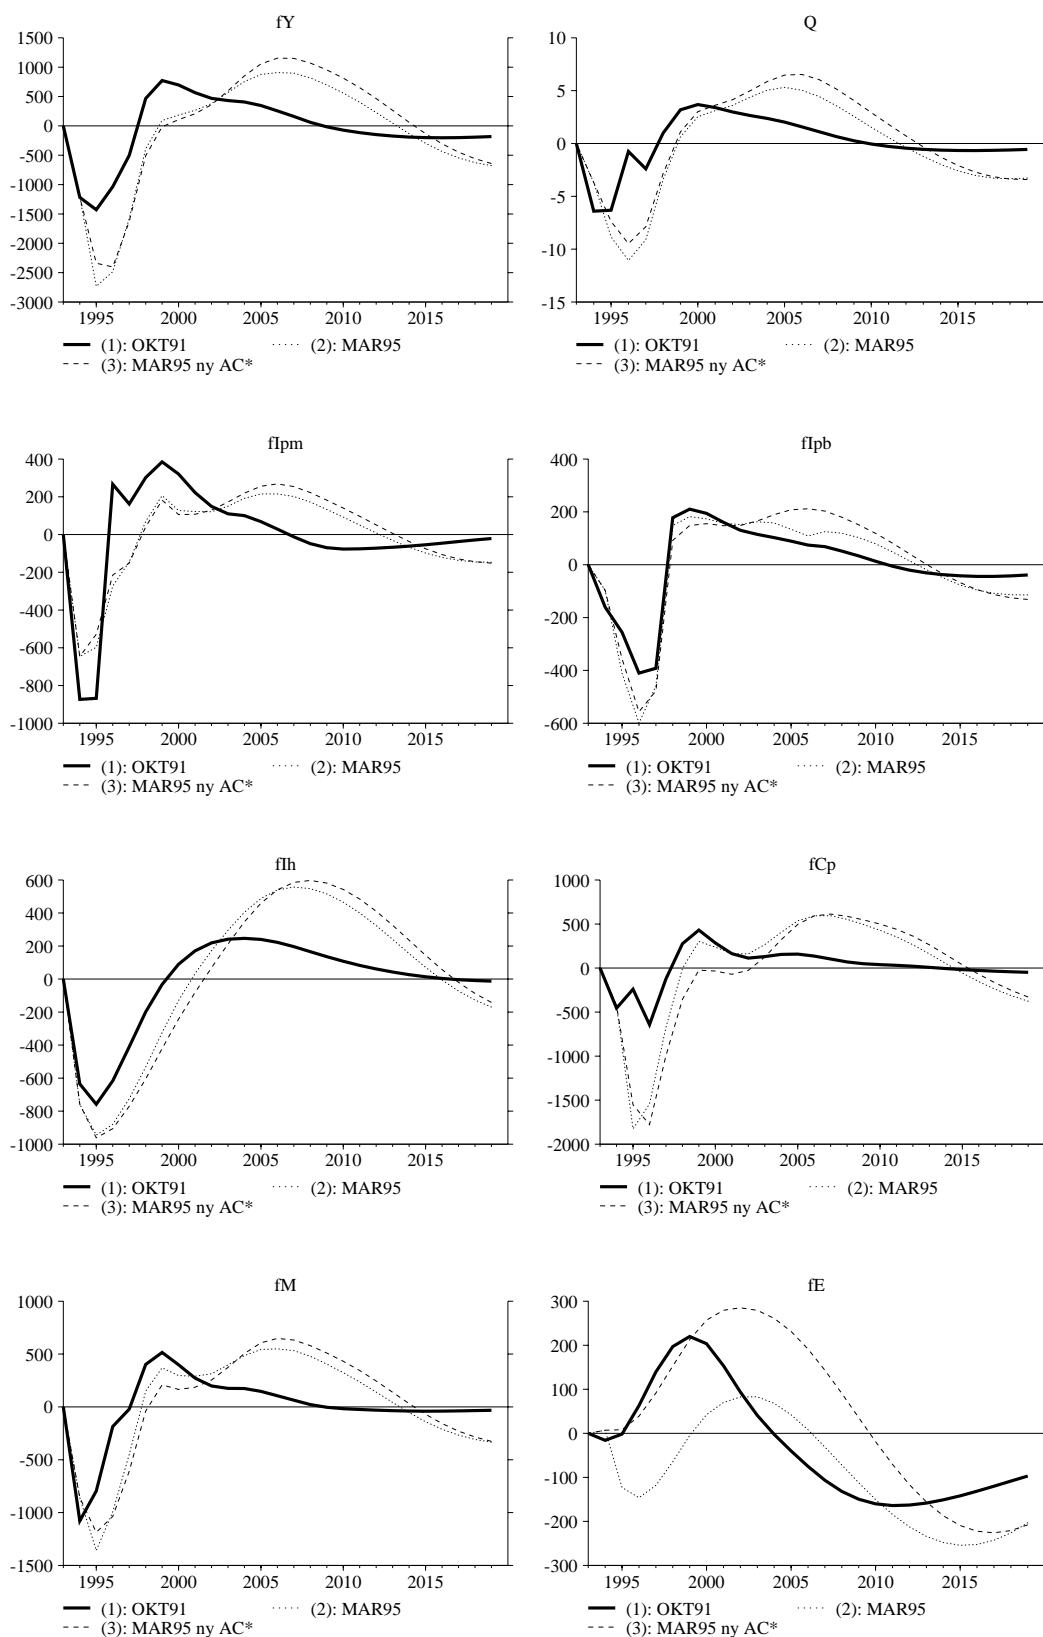 fY
1500
1000
500
0
-500
-1000
-1500
-2000
-2500
-3000
1995 2000 2005 2010 2015
(1): OKT91 (2): MAR95
(3): MAR95 ny AC*
Q
10
5
0
-5
-10
-15
1995 2000 2005 2010 2015
(1): OKT91 (2): MAR95
(3): MAR95 ny AC*
fIpm
400
200
0
-200
-400
-600
-800
-1000
1995 2000 2005 2010 2015
(1): OKT91 (2): MAR95
(3): MAR95 ny AC*
fIpb
400
200
0
-200
-400
-600
1995 2000 2005 2010 2015
(1): OKT91 (2): MAR95
(3): MAR95 ny AC*
fIh
600
400
200
0
-200
-400
-600
-800
-1000
1995 2000 2005 2010 2015
(1): OKT91 (2): MAR95
(3): MAR95 ny AC*
fCp
1000
500
0
-500
-1000
-1500
-2000
1995 2000 2005 2010 2015
(1): OKT91 (2): MAR95
(3): MAR95 ny AC*
fM
1000
500
0
-500
-1000
-1500
1995 2000 2005 2010 2015
(1): OKT91 (2): MAR95
(3): MAR95 ny AC*
fE
300
200
100
0
-100
-200
-300
1995 2000 2005 2010 2015
(1): OKT91 (2): MAR95
(3): MAR95 ny AC*